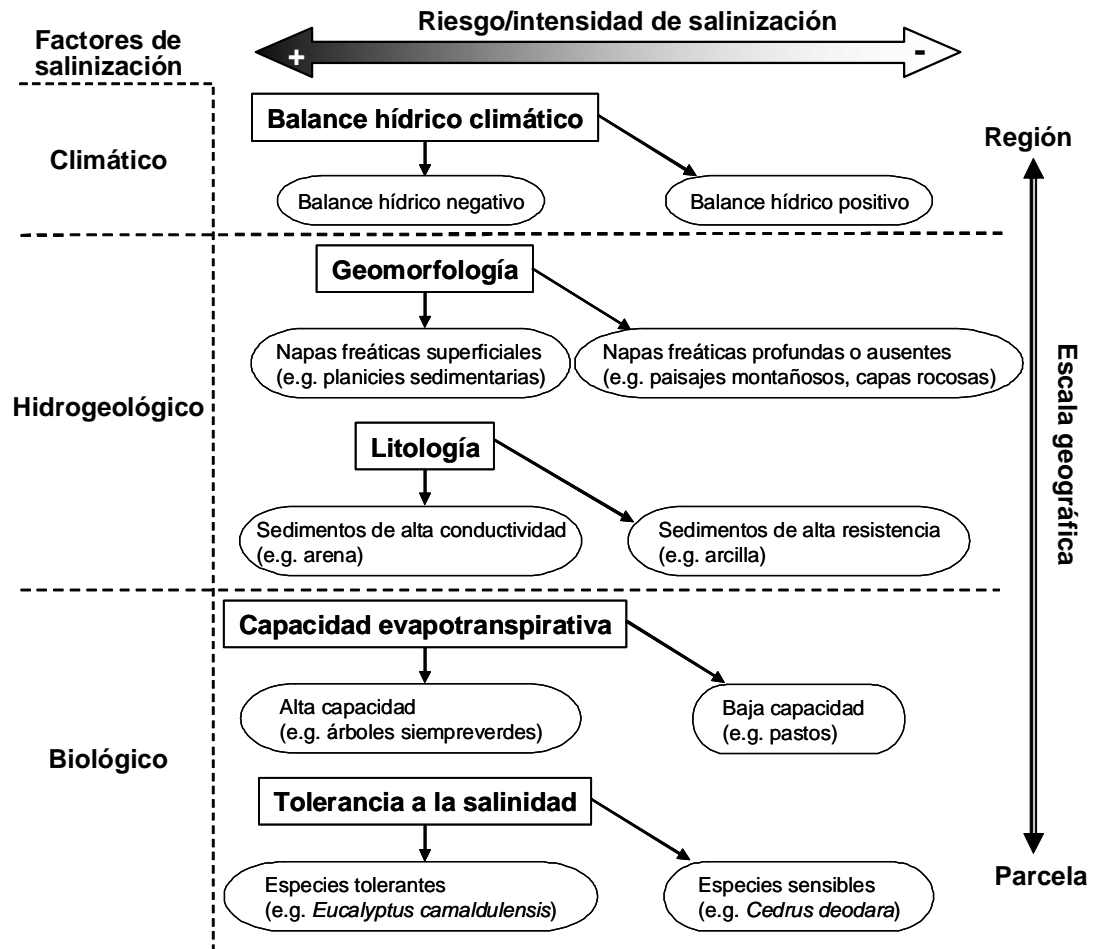 Riesgo/intensidad de salinización
Factores de
salinización
+
-
Climático
Balance hídrico climático
Balance hídrico negativo
Balance hídrico positivo
Región
Hidrogeológico
Geomorfología
Napas freáticas superficiales
(e.g. planicies sedimentarias)
Napas freáticas profundas o ausentes
(e.g. paisajes montañosos, capas rocosas)
Litología
Sedimentos de alta conductividad
(e.g. arena)
Sedimentos de alta resistencia
(e.g. arcilla)
Escala geográfica
Biológico
Capacidad evapotranspirativa
Alta capacidad
(e.g. árboles siempreverdes)
Baja capacidad
(e.g. pastos)
Tolerancia a la salinidad
Especies tolerantes
(e.g. Eucalyptus camaldulensis)
Especies sensibles
(e.g. Cedrus deodara)
Parcela